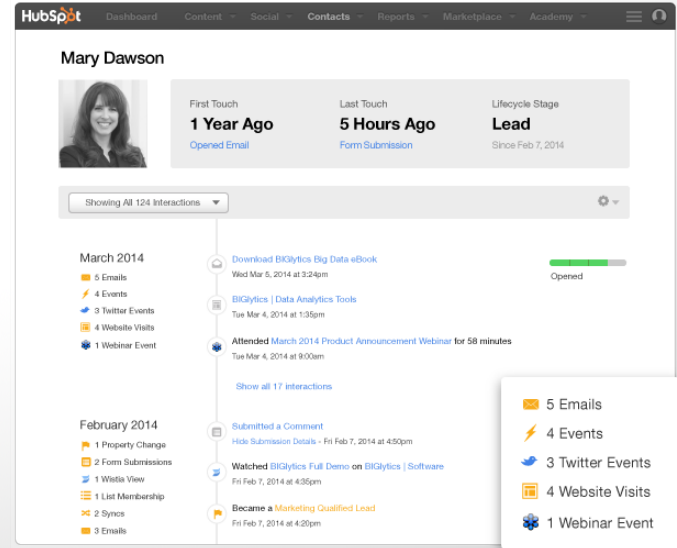 HubSpot Dashboard Content Social Contacts Reports Marketplace Academy
Mary Dawson
First Touch
1 Year Ago
Opened Email
Last Touch
5 Hours Ago
Form Submission
Lifecycle Stage
Lead
Since Feb 7, 2014
Showing All 124 Interactions
March 2014
5 Emails
4 Events
3 Twitter Events
4 Website Visits
1 Webinar Event
Download BIGlytics Big Data eBook
Wed Mar 5, 2014 at 3:24pm
Opened
BIGlytics | Data Analytics Tools
Tue Mar 4, 2014 at 1:35pm
Attended March 2014 Product Announcement Webinar for 58 minutes
Tue Mar 4, 2014 at 9:00am
Show all 17 interactions
February 2014
1 Property Change
2 Form Submissions
1 Wistia View
1 List Membership
2 Syncs
3 Emails
Submitted a Comment
Hide Submission Details - Fri Feb 7, 2014 at 4:50pm
Watched BIGlytics Full Demo on BIGlytics | Software
Fri Feb 7, 2014 at 4:35pm
Became a Marketing Qualified Lead
Fri Feb 7, 2014 at 4:20pm
5 Emails
4 Events
3 Twitter Events
4 Website Visits
1 Webinar Event